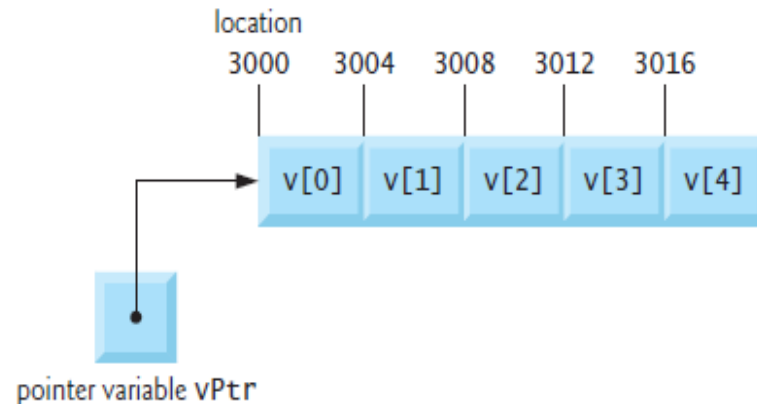 location
3000 3004 3008 3012 3016
v[0] v[1] v[2] v[3] v[4]
pointer variable vPtr